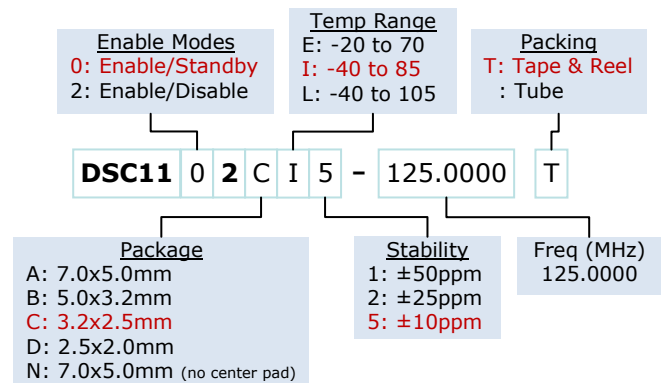 Enable Modes
0: Enable/Standby
2: Enable/Disable
Temp Range
E: -20 to 70
I: -40 to 85
L: -40 to 105
Packing
T: Tape & Reel
: Tube
DSC11 0 2 C I 5 – 125.0000 T
Package
A: 7.0x5.0mm
B: 5.0x3.2mm
C: 3.2x2.5mm
D: 2.5x2.0mm
N: 7.0x5.0mm (no center pad)
Stability
1: ±50ppm
2: ±25ppm
5: ±10ppm
Freq (MHz)
125.0000